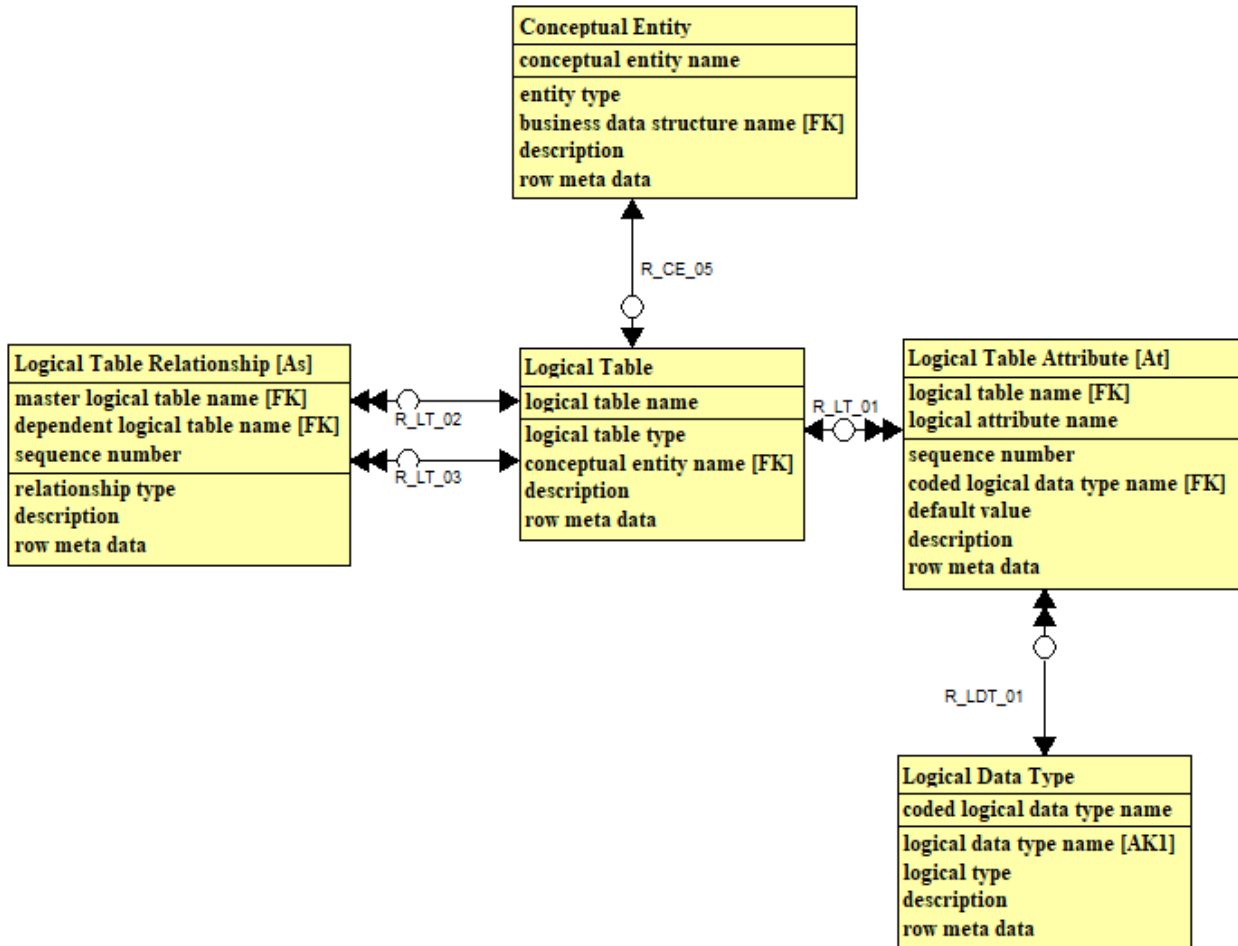 Conceptual Entity
conceptual entity name
entity type
business data structure name [FK]
description
row meta data
R_CE_05
Logical Table Relationship [As]
master logical table name [FK]
dependent logical table name [FK]
sequence number
relationship type
description
row meta data
R_LT_02
R_LT_03
Logical Table
logical table name
logical table type
conceptual entity name [FK]
description
row meta data
R_LT_01
Logical Table Attribute [At]
logical table name [FK]
logical attribute name
sequence number
coded logical data type name [FK]
default value
description
row meta data
R_LDT_01
Logical Data Type
coded logical data type name
logical data type name [AK1]
logical type
description
row meta data